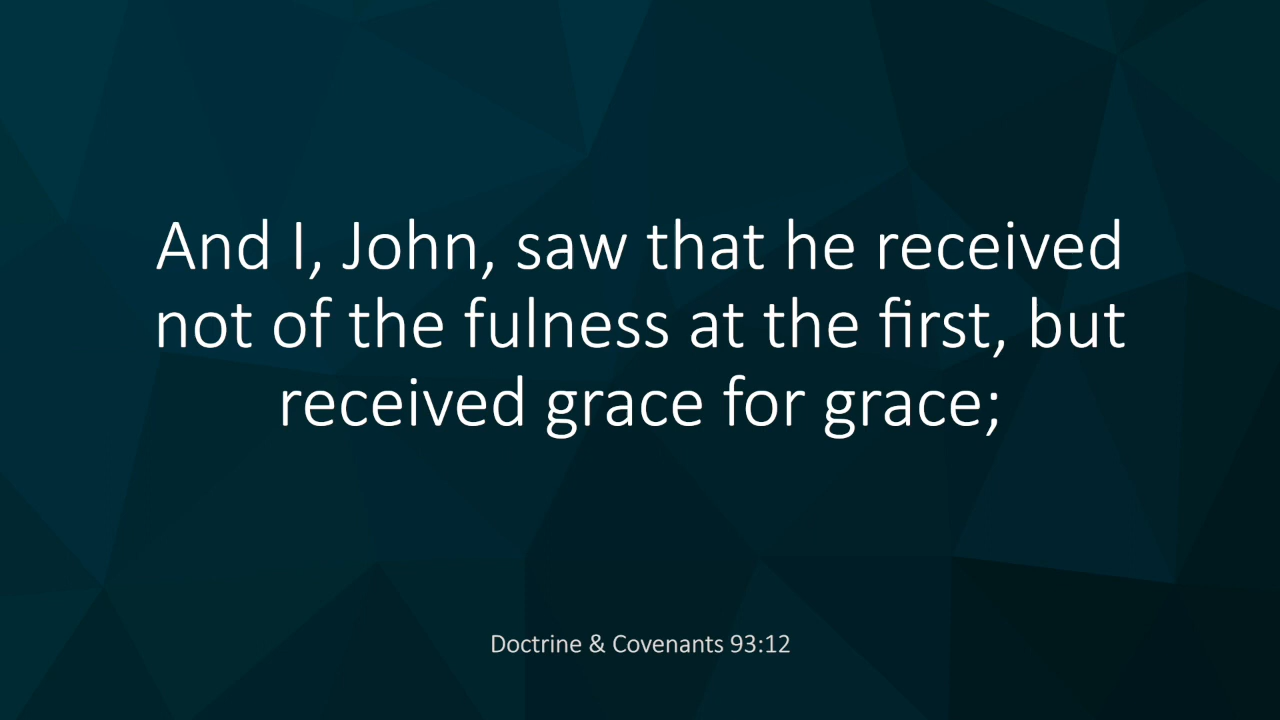 And I, John, saw that he received
not of the fulness at the first, but
received grace for grace;
Doctrine & Covenants 93:12